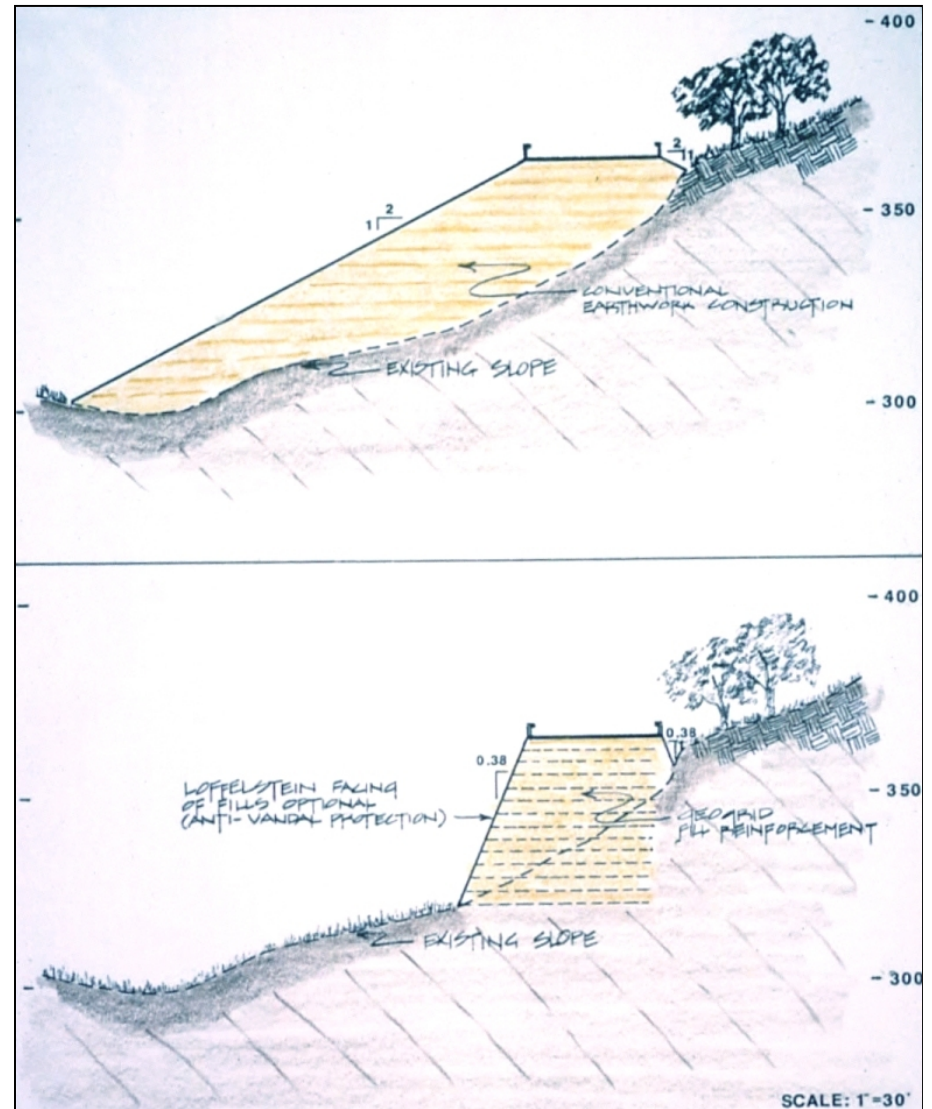 - 400
2
1
2
1
- 350
CONVENTIONAL
EARTHWORK CONSTRUCTION
EXISTING SLOPE
- 300
- 400
0.38
0.38
1
LOFFELSTEIN FACING
OF FILLS OPTIONAL
(ANTI-VANDAL PROTECTION)
- 350
GEOGRID
FILL REINFORCEMENT
EXISTING SLOPE
- 300
SCALE: 1"=30'